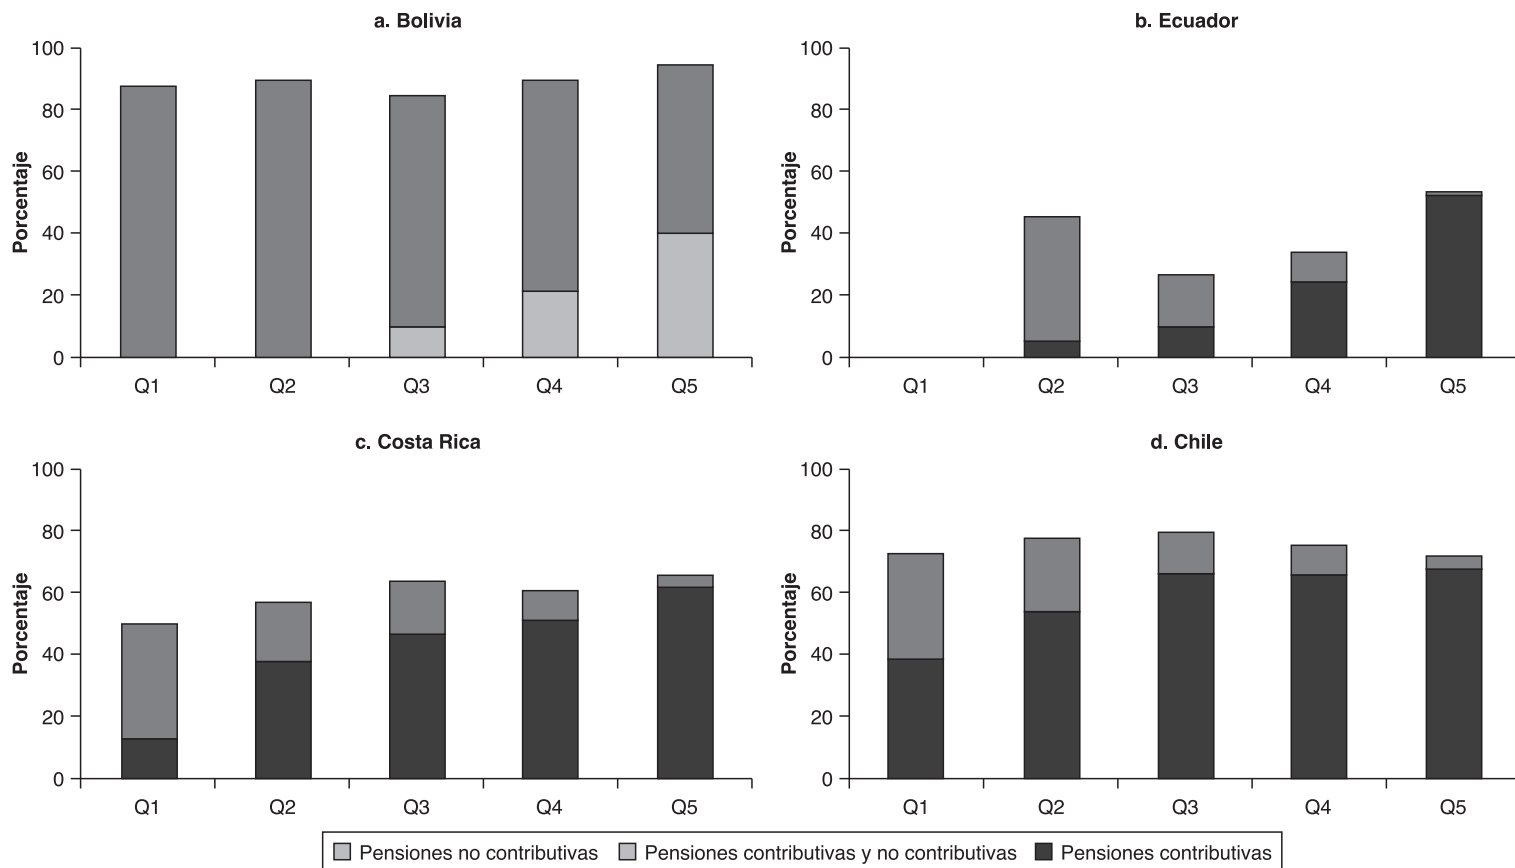 a. Bolivia
100
80
60
40
20
0
Porcentaje
Q1 Q2 Q3 Q4 Q5
b. Ecuador
100
80
60
40
20
0
Porcentaje
Q1 Q2 Q3 Q4 Q5
c. Costa Rica
100
80
60
40
20
0
Porcentaje
Q1 Q2 Q3 Q4 Q5
d. Chile
100
80
60
40
20
0
Porcentaje
Q1 Q2 Q3 Q4 Q5
Pensiones no contributivas Pensiones contributivas y no contributivas Pensiones contributivas